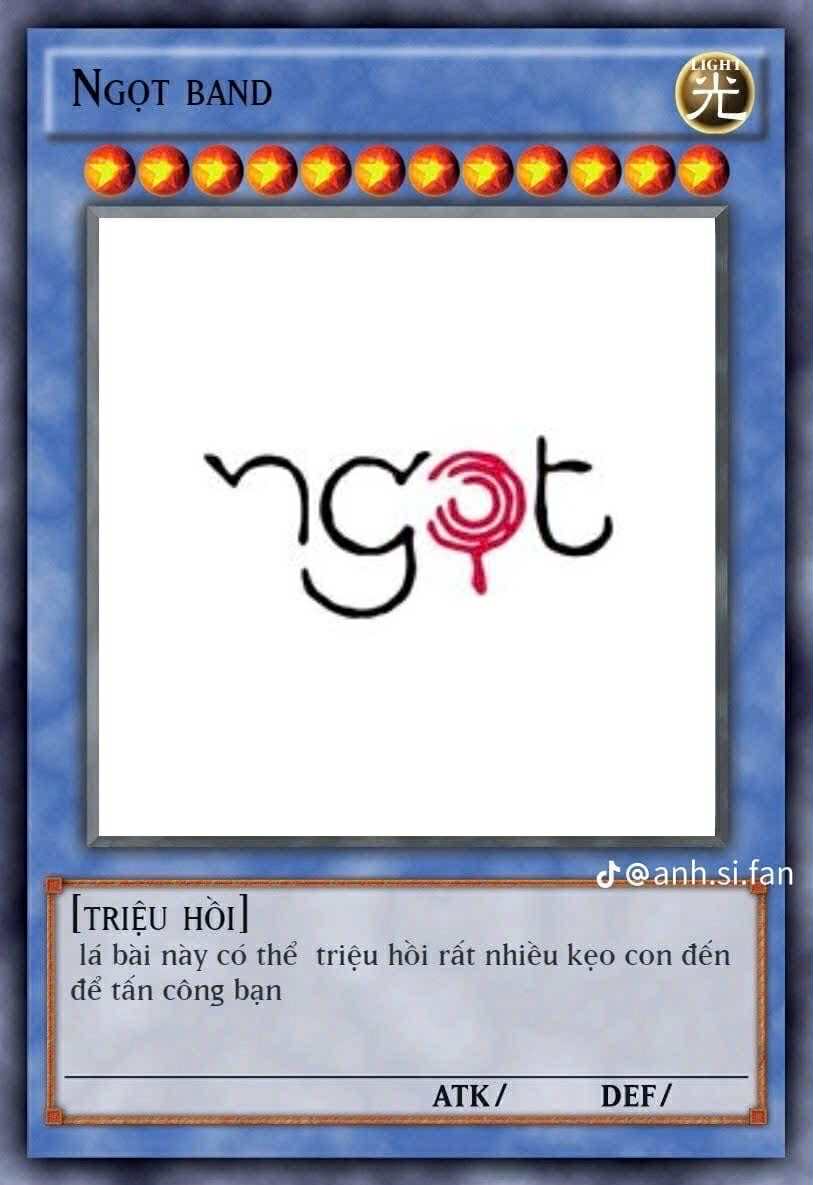 Ngọt band
LIGHT
光
ngọt
@anh.si.fan
[TRIỆU HỒI]
lá bài này có thể triệu hồi rất nhiều kẹo con đến
để tấn công bạn
ATK/ DEF/